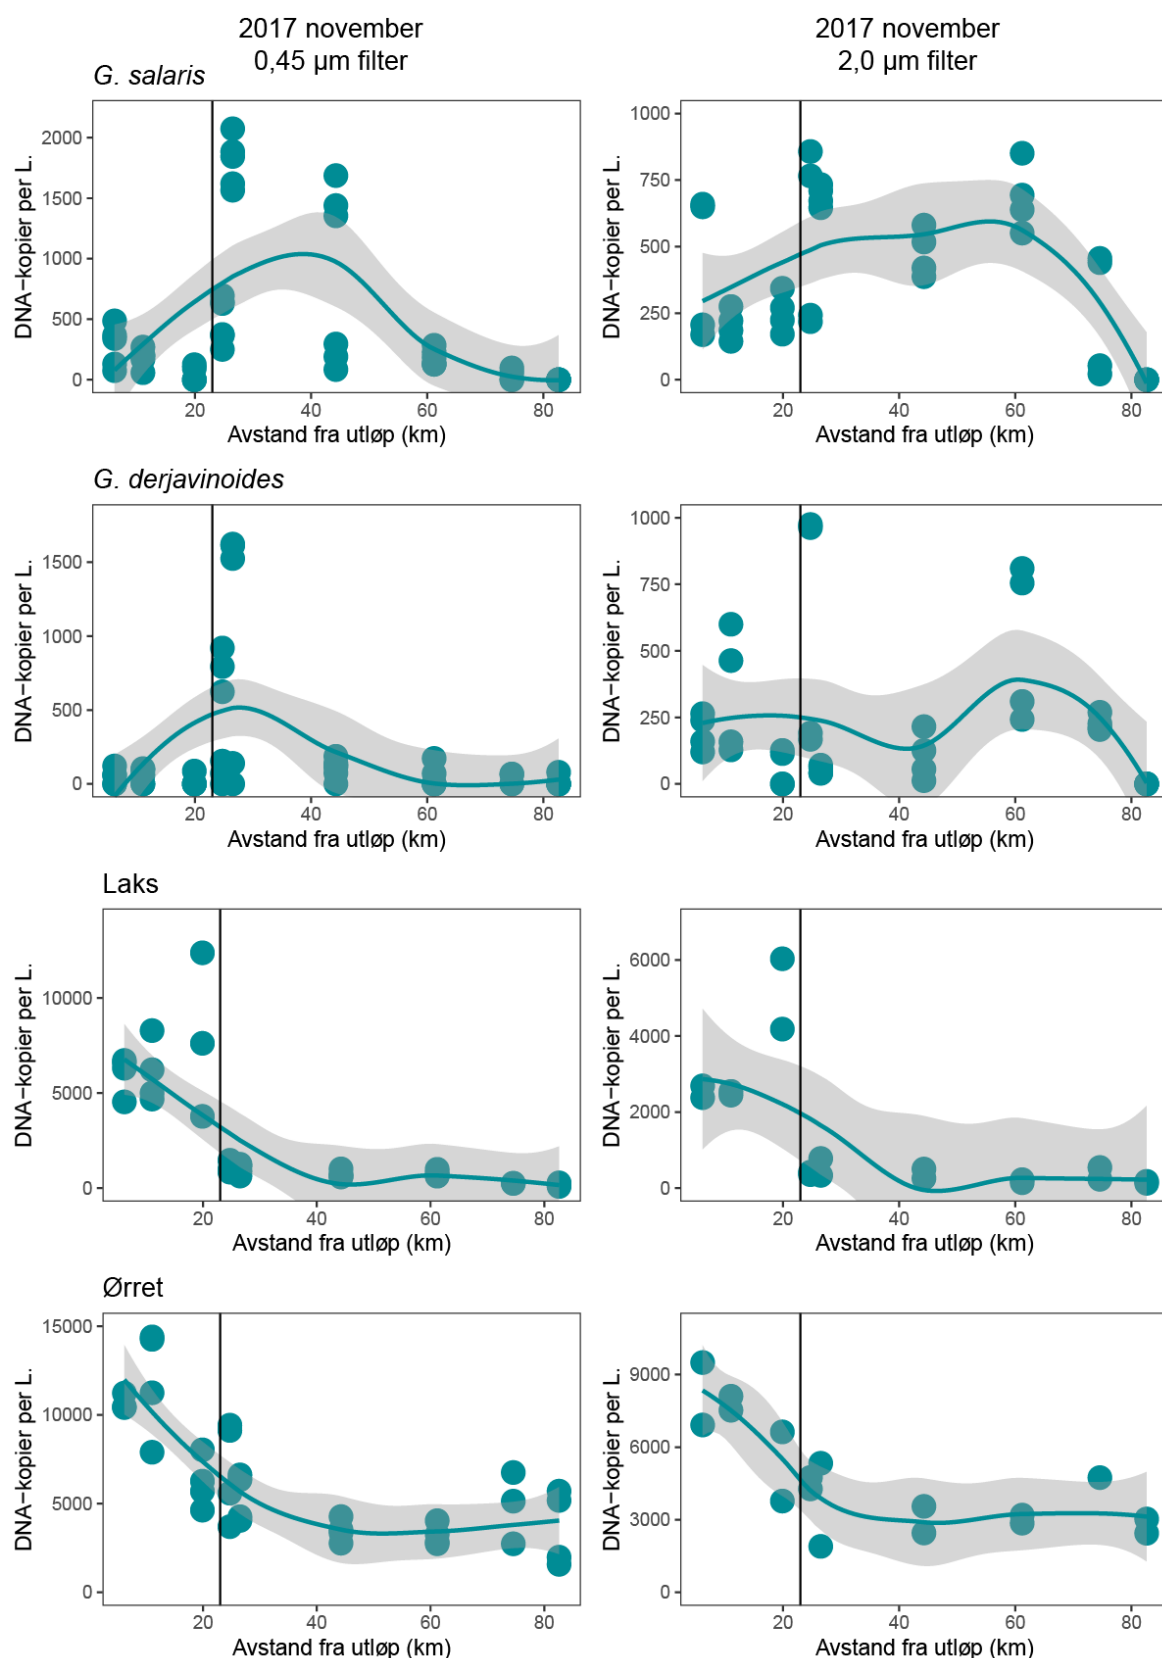 2017 november
0,45 µm filter
2017 november
2,0 µm filter
G. salaris
DNA−kopier per L.
2000
1500
1000
500
0
20 40 60 80
Avstand fra utløp (km)
DNA−kopier per L.
1000
750
500
250
0
20 40 60 80
Avstand fra utløp (km)
G. derjavinoides
DNA−kopier per L.
1500
1000
500
0
20 40 60 80
Avstand fra utløp (km)
DNA−kopier per L.
1000
750
500
250
0
20 40 60 80
Avstand fra utløp (km)
Laks
DNA−kopier per L.
10000
5000
0
20 40 60 80
Avstand fra utløp (km)
DNA−kopier per L.
6000
4000
2000
0
20 40 60 80
Avstand fra utløp (km)
Ørret
DNA−kopier per L.
15000
10000
5000
0
20 40 60 80
Avstand fra utløp (km)
DNA−kopier per L.
9000
6000
3000
0
20 40 60 80
Avstand fra utløp (km)